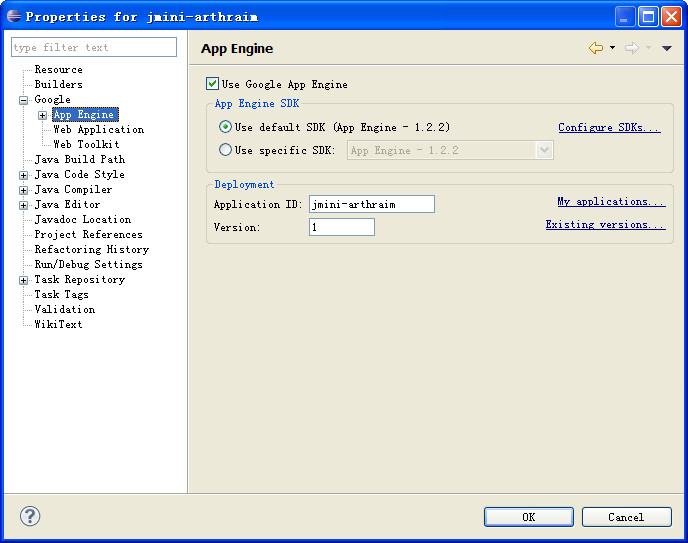 Properties for jmini-arthraim
type filter text
Resource
Builders
Google
App Engine
Web Application
Web Toolkit
Java Build Path
Java Code Style
Java Compiler
Java Editor
Javadoc Location
Project References
Refactoring History
Run/Debug Settings
Task Repository
Task Tags
Validation
WikiText
App Engine
Use Google App Engine
App Engine SDK
Use default SDK (App Engine - 1.2.2)
Configure SDKs...
Use specific SDK:
App Engine - 1.2.2
Deployment
Application ID:
jmini-arthraim
My applications...
Version:
1
Existing versions...
?
OK
Cancel